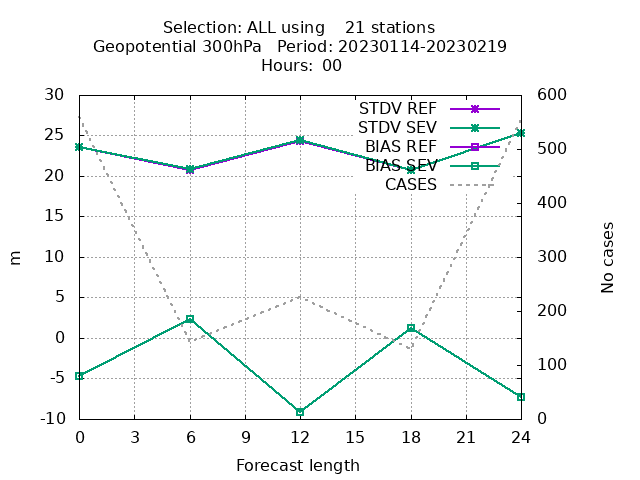 Selection: ALL using    21 stations
Geopotential 300hPa   Period: 20230114-20230219
Hours: 00
STDV REF
STDV SEV
BIAS REF
BIAS SEV
CASES
30
25
20
15
10
5
0
-5
-10
600
500
400
300
200
100
0
m
No cases
0 3 6 9 12 15 18 21 24
Forecast length